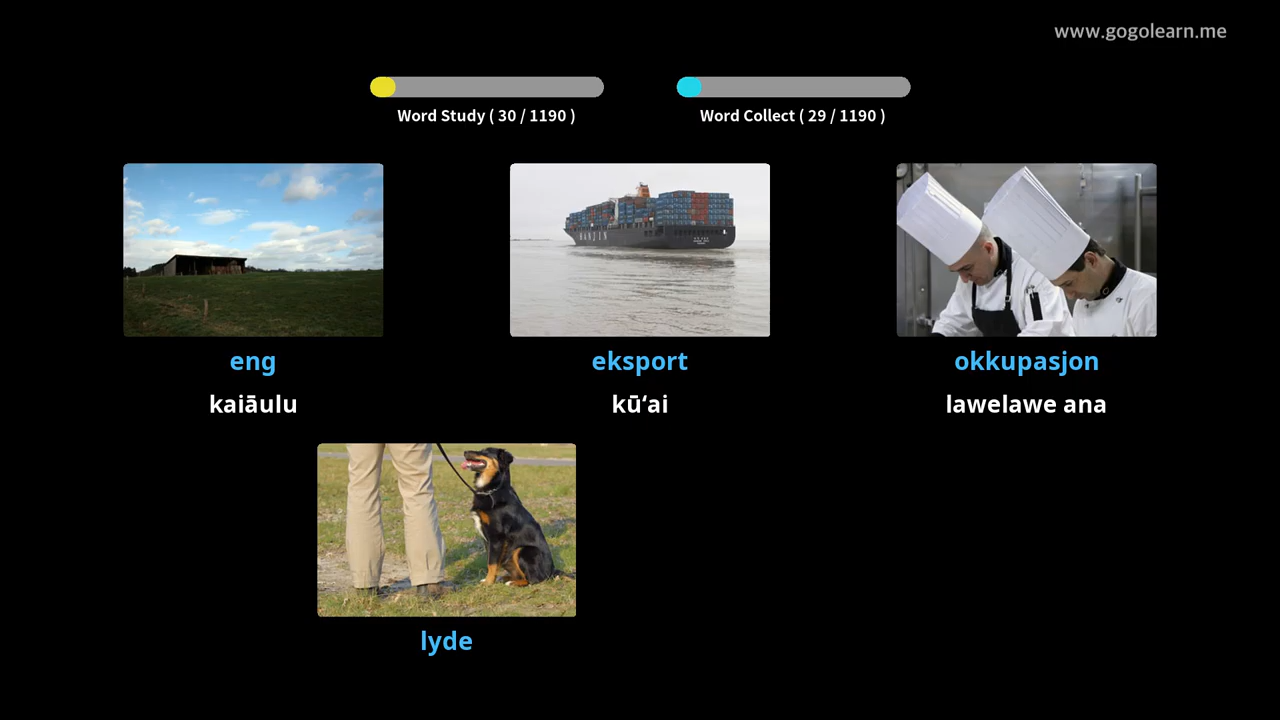 www.gogolearn.me
Word Study ( 30 / 1190 )
Word Collect ( 29 / 1190 )
HANJIN
eng
eksport
okkupasjon
kaiāulu
kūʻai
lawelawe ana
lyde